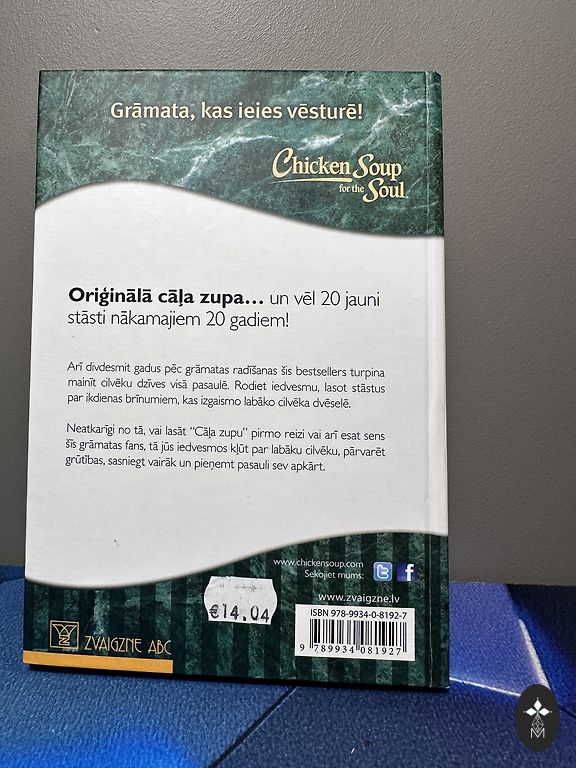 Grāmata, kas ieies vēsturē!
Chicken Soup
for the Soul
Oriģinālā cāļa zupa... un vēl 20 jauni
stāsti nākamajiem 20 gadiem!
Arī divdesmit gadus pēc grāmatas radīšanas šis bestsellers turpina
mainīt cilvēku dzīves visā pasaulē. Rodiet iedvesmu, lasot stāstus
par ikdienas brīnumiem, kas izgaismo labāko cilvēka dvēselē.
Neatkarīgi no tā, vai lasāt “Cāļa zupu” pirmo reizi vai arī esat sens
šīs grāmatas fans, tā jūs iedvesmos kļūt par labāku cilvēku, pārvarēt
grūtības, sasniegt vairāk un pieņemt pasauli sev apkārt.
www.chickensoup.com
Sekojiet mums:
www.zvaigzne.lv
€14.04
ISBN 978-9934-0-8192-7
9 789934 081927
ZVAIGZNE ABC
M